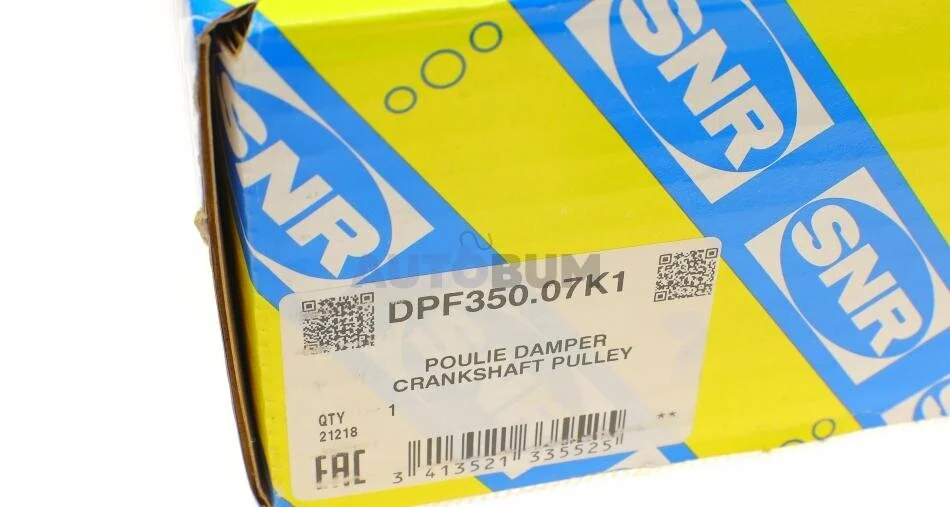 SNR
SNR
SNR
AUTOBUM
DPF350.07K1
POULIE DAMPER
CRANKSHAFT PULLEY
QTY 1
21218
**
EAC
3 413521 335525